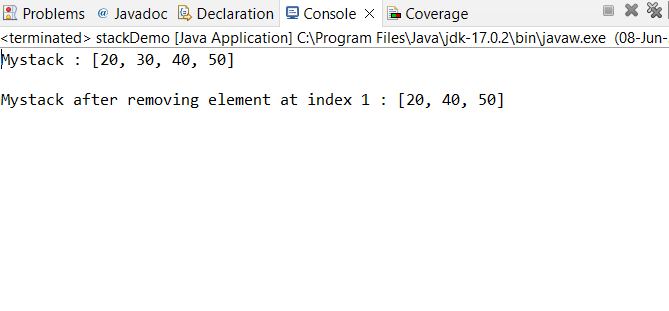 Problems @ Javadoc Declaration Console Coverage
<terminated> stackDemo [Java Application] C:\Program Files\Java\jdk-17.0.2\bin\javaw.exe (08-Jun-
Mystack : [20, 30, 40, 50]
Mystack after removing element at index 1 : [20, 40, 50]